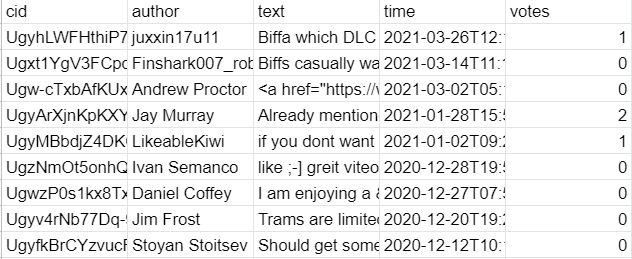 cid author text time votes
UgyhLWFHthiP7 juxxin17u11 Biffa which DLC 2021-03-26T12: 1
Ugxt1YgV3FCpc Finshark007_rob Biffs casually wa 2021-03-14T11: 0
Ugw-cTxbAfKUx Andrew Proctor <a href="https://v 2021-03-02T05: 0
UgyArXjnKpKXY Jay Murray Already mention 2021-01-28T15: 2
UgyMBbdjZ4DK LikeableKiwi if you dont want 2021-01-02T09: 1
UgzNmOt5onhQ Ivan Semanco like ;-] greit viteo 2020-12-28T19: 0
UgwzP0s1kx8Tx Daniel Coffey I am enjoying a & 2020-12-27T07: 0
Ugyv4rNb77Dq- Jim Frost Trams are limited 2020-12-20T19: 0
UgyfkBrCYzvucF Stoyan Stoitsev Should get some 2020-12-12T10: 0